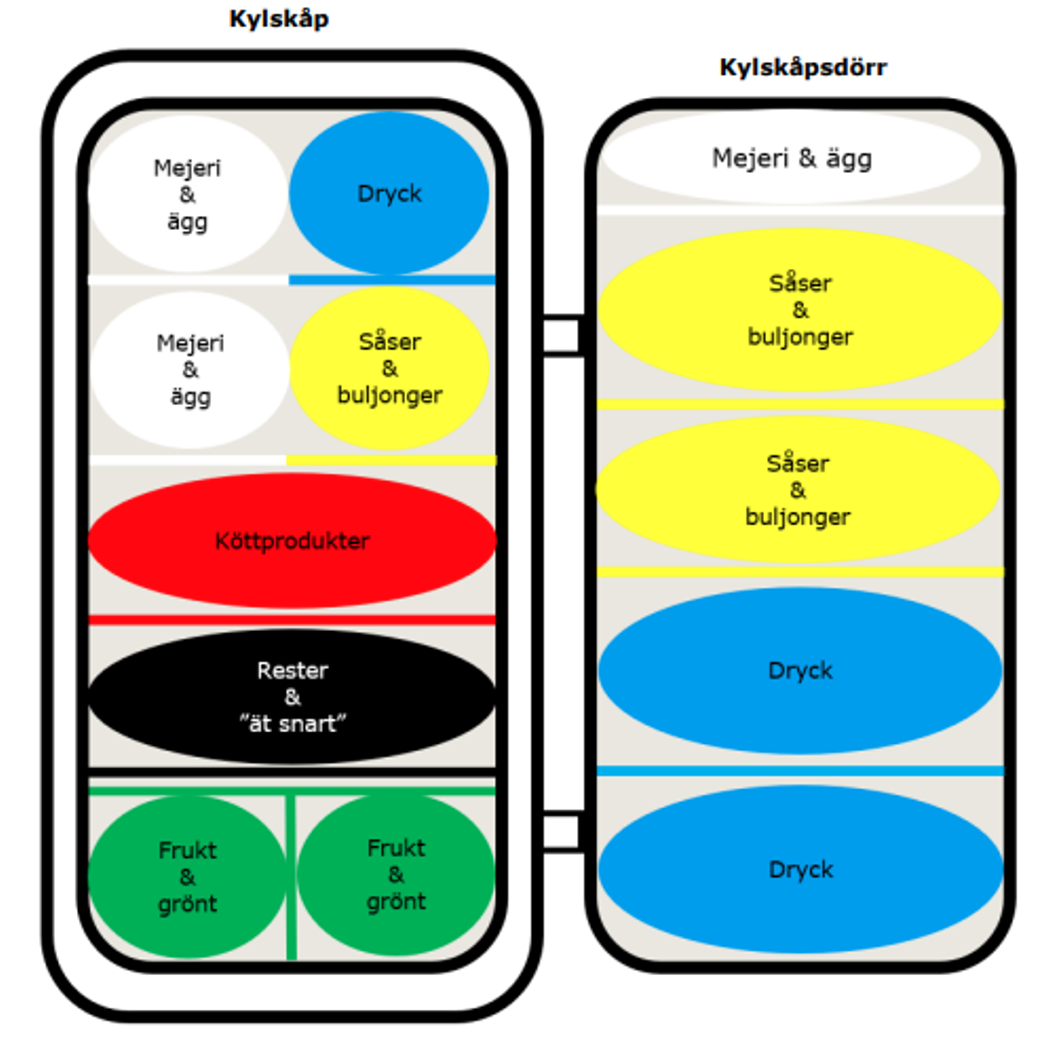 Kylskåp
Mejeri
&
ägg
Dryck
Mejeri
&
ägg
Såser
&
buljonger
Köttprodukter
Rester
&
”ät snart”
Frukt
&
grönt
Frukt
&
grönt
Kylskåpsdörr
Mejeri & ägg
Såser
&
buljonger
Såser
&
buljonger
Dryck
Dryck